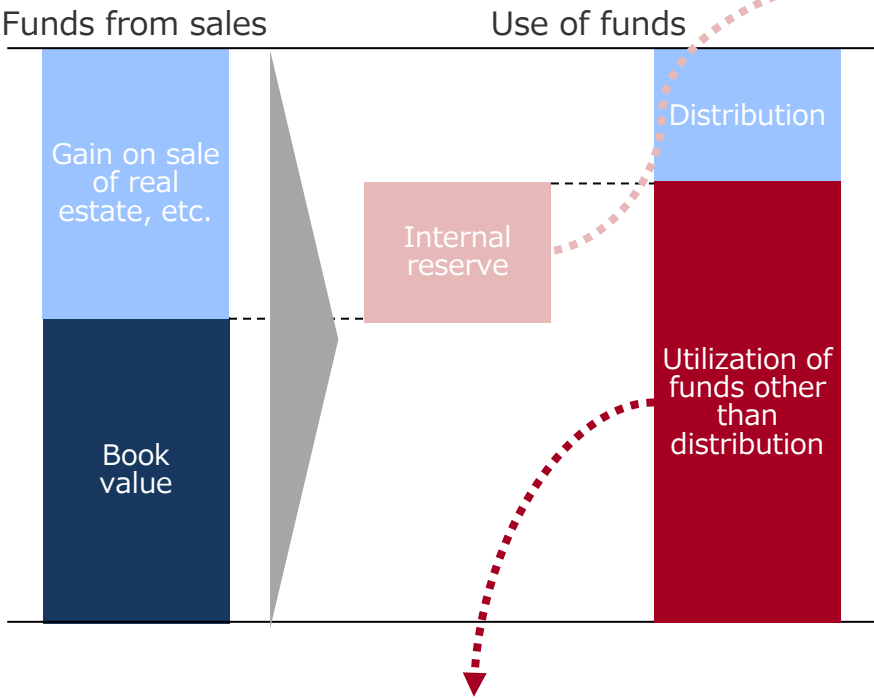 Funds from sales
Use of funds
Gain on sale
of real
estate, etc.
Book
value
Internal
reserve
Distribution
Utilization of
funds other
than
distribution